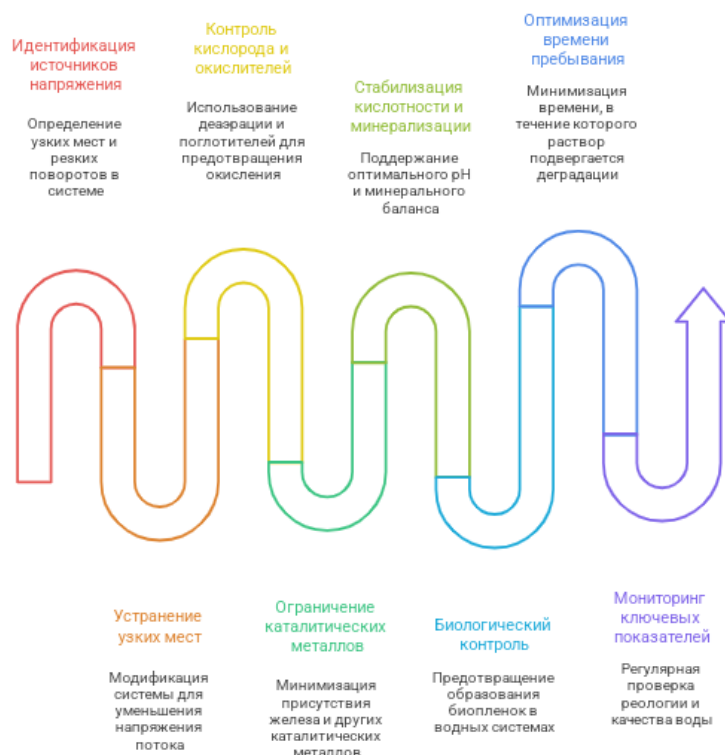 Идентификация
источников
напряжения
Определение
узких мест и
резких
поворотов в
системе
Устранение
узких мест
Модификация
системы для
уменьшения
напряжения
потока
Контроль
кислорода и
окислителей
Использование
деаэрации и
поглотителей для
предотвращения
окисления
Ограничение
каталитических
металлов
Минимизация
присутствия
железа и других
каталитических
металлов
Стабилизация
кислотности и
минерализации
Поддержание
оптимального pH
и минерального
баланса
Биологический
контроль
Предотвращение
образования
биопленок в
водных системах
Оптимизация
времени
пребывания
Минимизация
времени, в
течение которого
раствор
подвергается
деградации
Мониторинг
ключевых
показателей
Регулярная
проверка
реологии и
качества воды